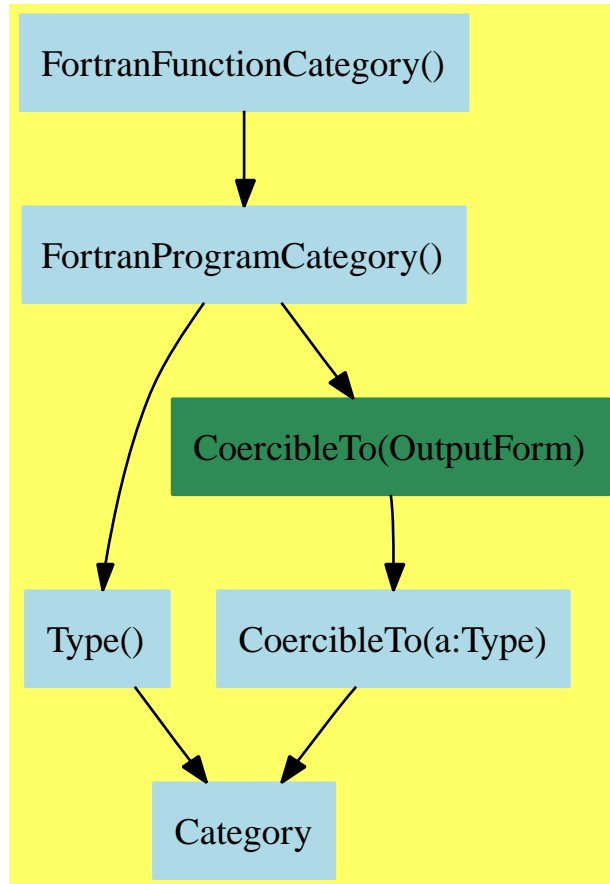 FortranFunctionCategory()
FortranProgramCategory()
CoercibleTo(OutputForm)
Type()
CoercibleTo(a:Type)
Category